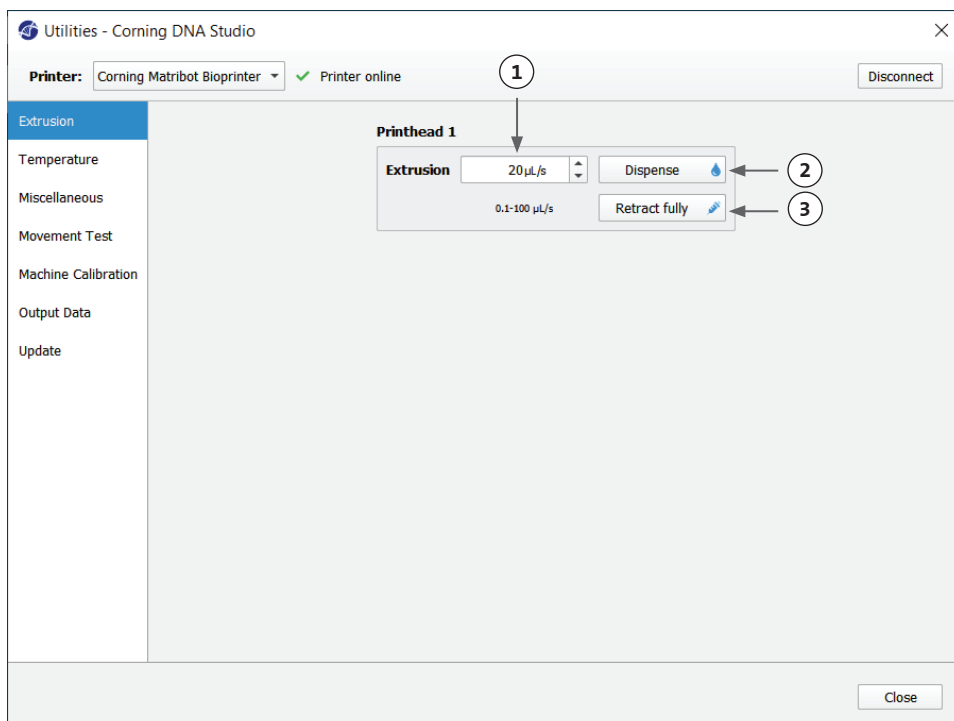 Utilities - Corning DNA Studio
Printer: Corning Matribot Bioprinter Printer online Disconnect
1
Extrusion
Temperature
Miscellaneous
Movement Test
Machine Calibration
Output Data
Update
Printhead 1
Extrusion 20µL/s Dispense 2
0.1-100 µL/s Retract fully 3
Close